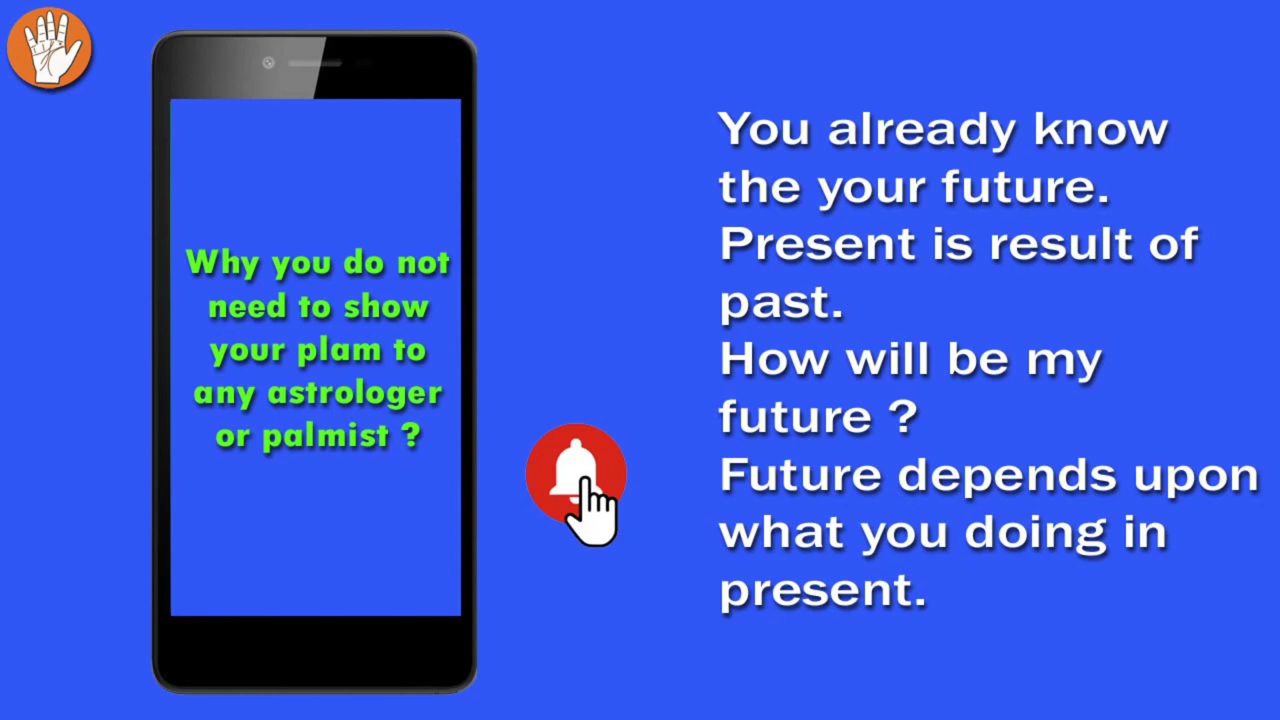 Why you do not
need to show
your plam to
any astrologer
or palmist ?
You already know
the your future.
Present is result of
past.
How will be my
future ?
Future depends upon
what you doing in
present.